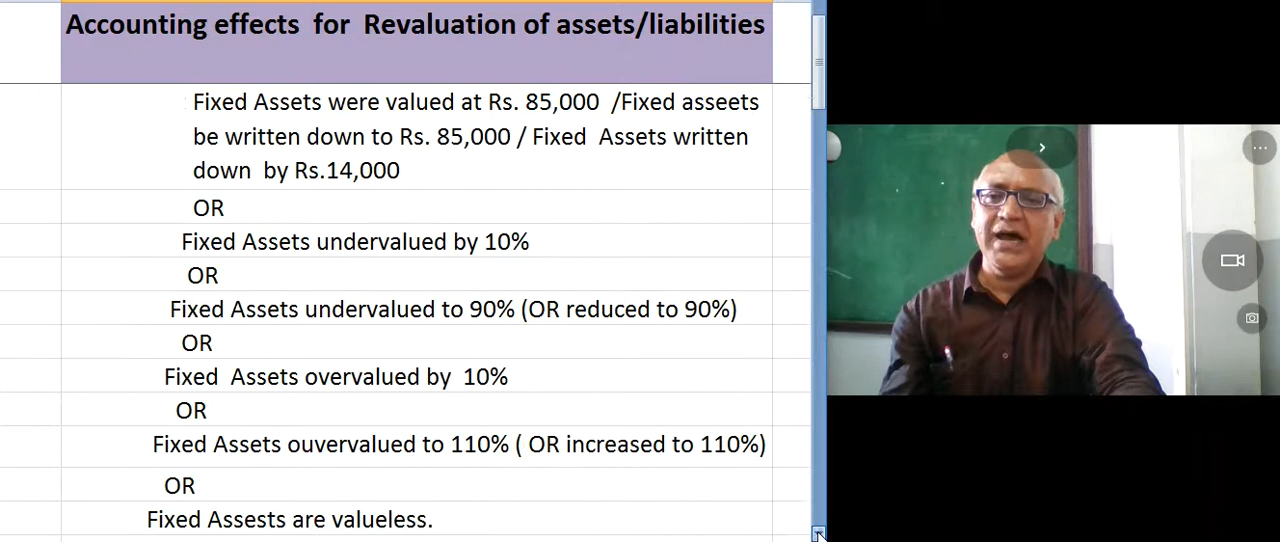 Accounting effects for Revaluation of assets/liabilities
Fixed Assets were valued at Rs. 85,000 /Fixed asseets
be written down to Rs. 85,000 / Fixed Assets written
down by Rs.14,000
OR
Fixed Assets undervalued by 10%
OR
Fixed Assets undervalued to 90% (OR reduced to 90%)
OR
Fixed Assets overvalued by 10%
OR
Fixed Assets ouvervalued to 110% ( OR increased to 110%)
OR
Fixed Assests are valueless.